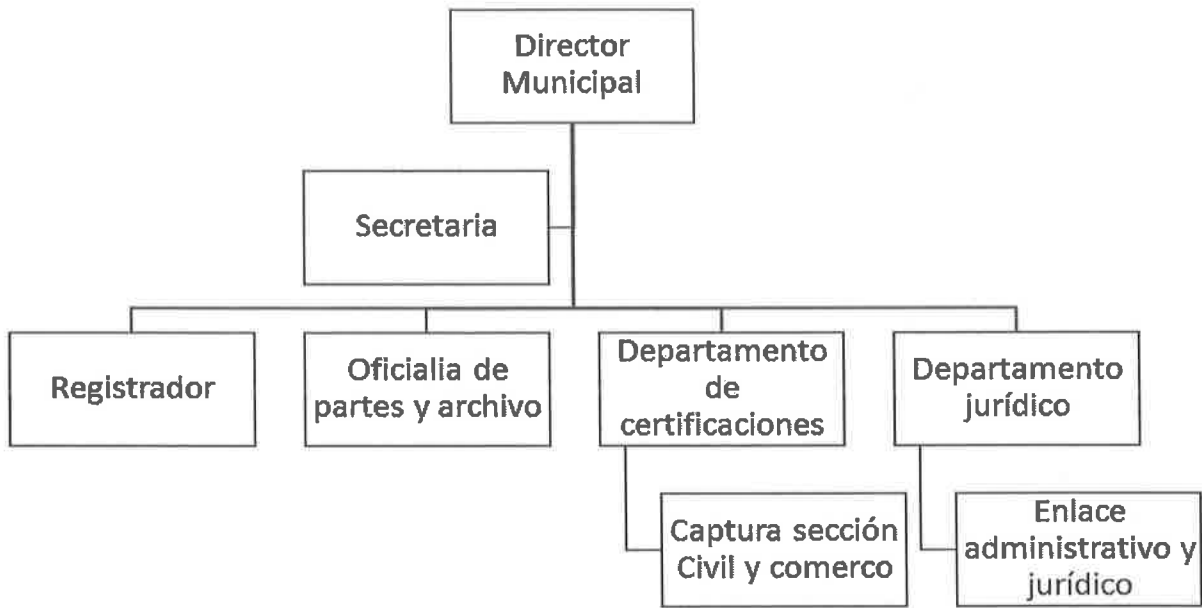 Director
Municipal
Secretaria
Registrador
Oficialia de
partes y archivo
Departamento
de
certificaciones
Departamento
jurídico
Captura sección
Civil y comerco
Enlace
administrativo y
jurídico